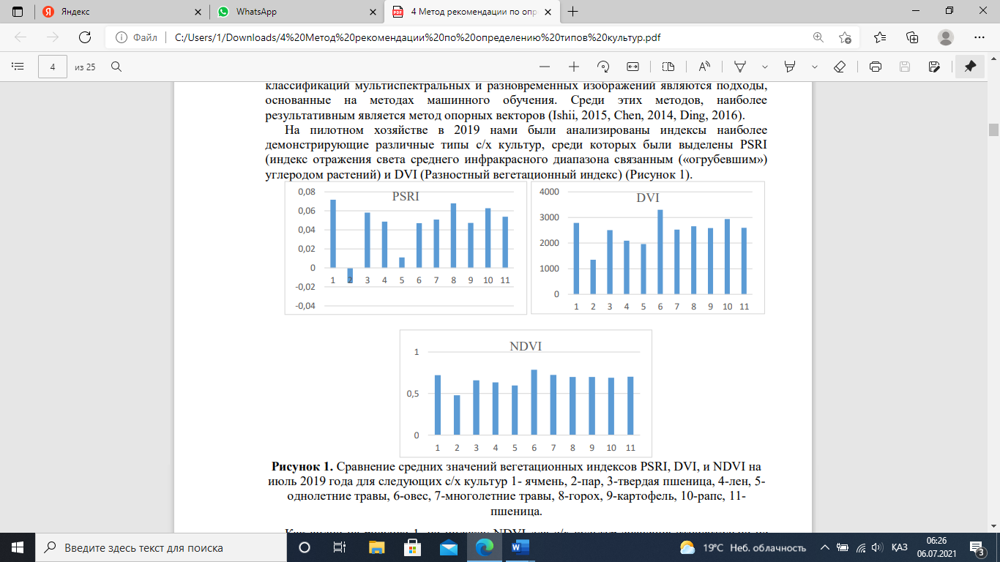 Яндекс
WhatsApp
4 Метод рекомендации по опр
Файл
C:/Users/1/Downloads/4%20Метод%20рекомендации%20по%20определению%20типов%20культур.pdf
4
из 25
классификаций мультиспектральных и разновременных изображений являются подходы,
основанные на методах машинного обучения. Среди этих методов, наиболее
результативным является метод опорных векторов (Ishii, 2015, Chen, 2014, Ding, 2016).
На пилотном хозяйстве в 2019 нами были анализированы индексы наиболее
демонстрирующие различные типы с/х культур, среди которых были выделены PSRI
(индекс отражения света среднего инфракрасного диапазона связанным («огрубевшим»)
углеродом растений) и DVI (Разностный вегетационный индекс) (Рисунок 1).
PSRI
0,08
0,06
0,04
0,02
0
-0,02
-0,04
1 2 3 4 5 6 7 8 9 10 11
DVI
4000
3000
2000
1000
0
1 2 3 4 5 6 7 8 9 10 11
NDVI
1
0,5
0
1 2 3 4 5 6 7 8 9 10 11
Рисунок 1. Сравнение средних значений вегетационных индексов PSRI, DVI, и NDVI на
июль 2019 года для следующих с/х культур 1- ячмень, 2-пар, 3-твердая пшеница, 4-лен, 5-
однолетние травы, 6-овес, 7-многолетние травы, 8-горох, 9-картофель, 10-рапс, 11-
пшеница.
Введите здесь текст для поиска
19°C Неб. облачность
ҚАЗ
06:26
06.07.2021
3